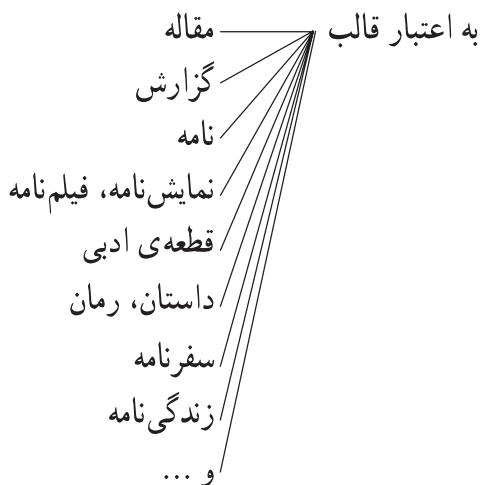 به اعتبار قالب
مقاله
گزارش
نامه
نمایش‌نامه، فیلم‌نامه
قطعه‌ی ادبی
داستان، رمان
سفرنامه
زندگی‌نامه
و ...